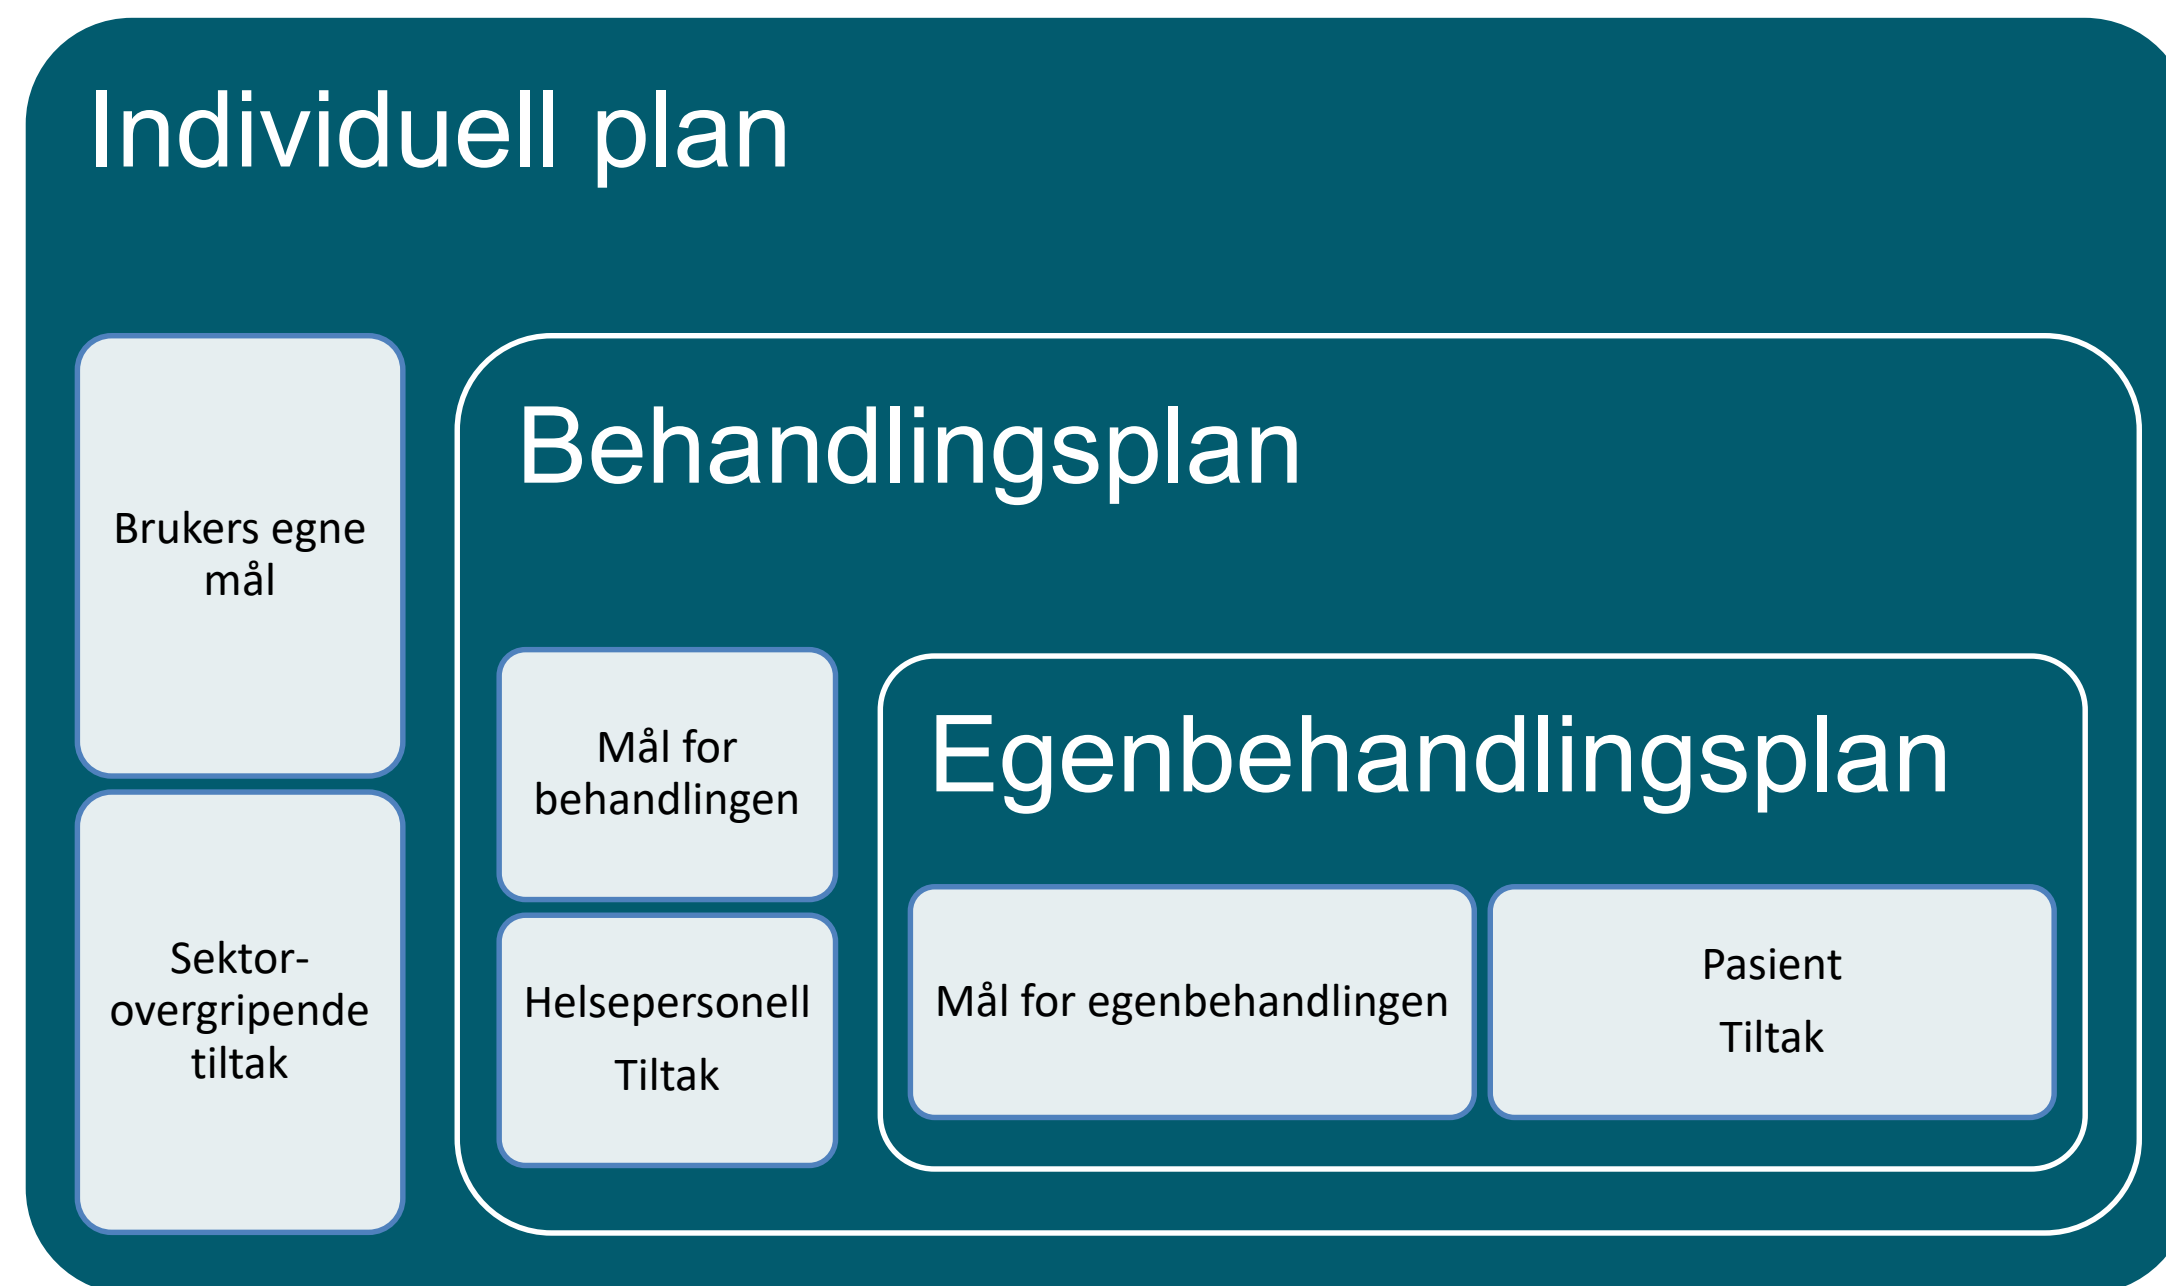 Individuell plan
Brukers egne
mål
Sektor-
overgripende
tiltak
Behandlingsplan
Mål for
behandlingen
Helsepersonell
Tiltak
Egenbehandlingsplan
Mål for egenbehandlingen
Pasient
Tiltak